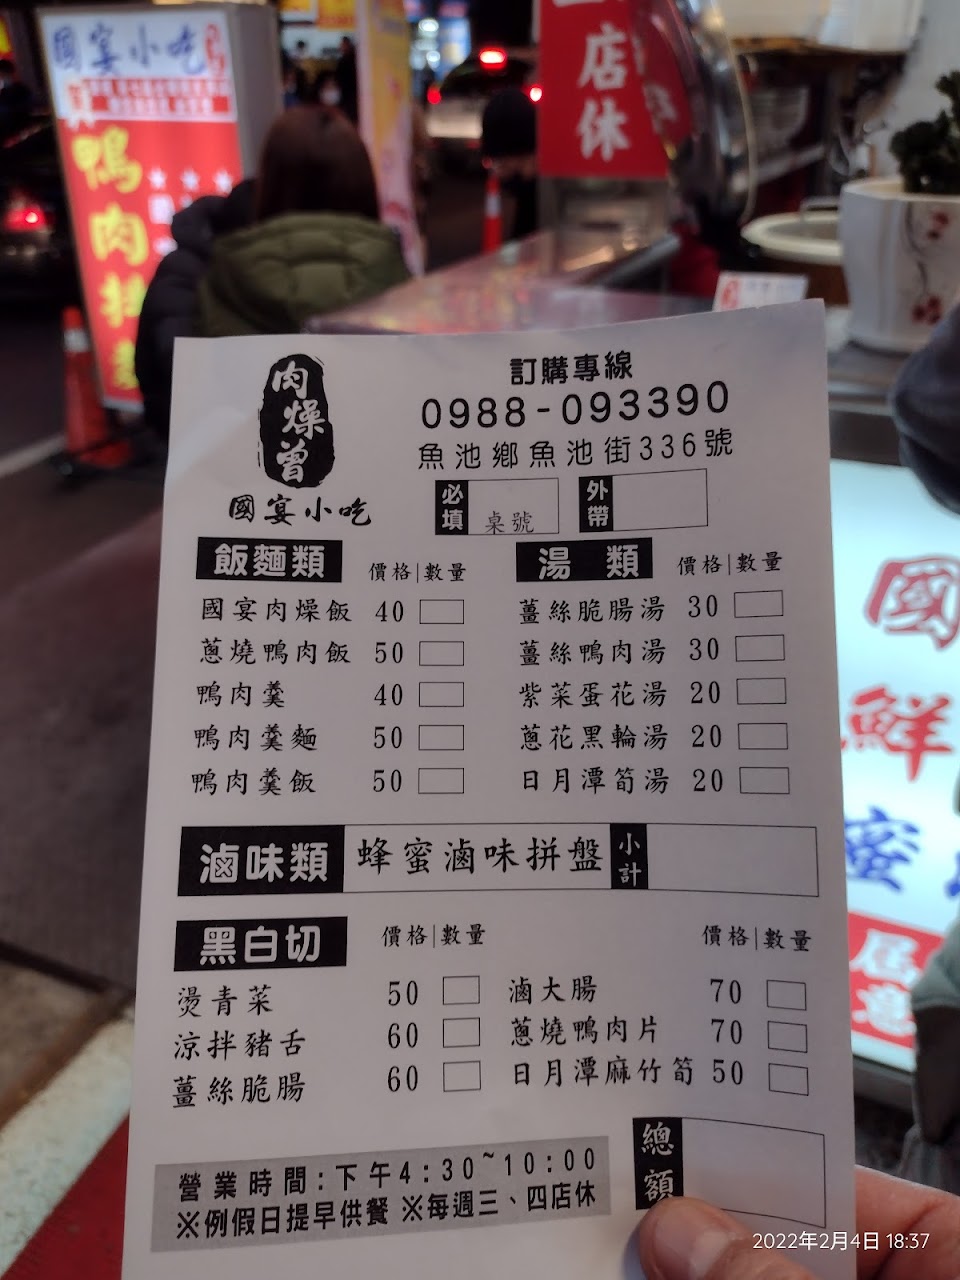 國宴小吃
鴨肉拌麵
店休
肉燥曾
國宴小吃
訂購專線
0988-093390
魚池鄉魚池街336號
必填 桌號 外帶
飯麵類 價格|數量
國宴肉燥飯 40
蔥燒鴨肉飯 50
鴨肉羹 40
鴨肉羹麵 50
鴨肉羹飯 50
湯類 價格|數量
薑絲脆腸湯 30
薑絲鴨肉湯 30
紫菜蛋花湯 20
蔥花黑輪湯 20
日月潭筍湯 20
滷味類 蜂蜜滷味拼盤 小計
黑白切 價格|數量 價格|數量
燙青菜 50
涼拌豬舌 60
薑絲脆腸 60
滷大腸 70
蔥燒鴨肉片 70
日月潭麻竹筍 50
總額
營業時間:下午4:30~10:00
※例假日提早供餐 ※每週三、四店休
國
鮮
蜜
2022年2月4日 18:37